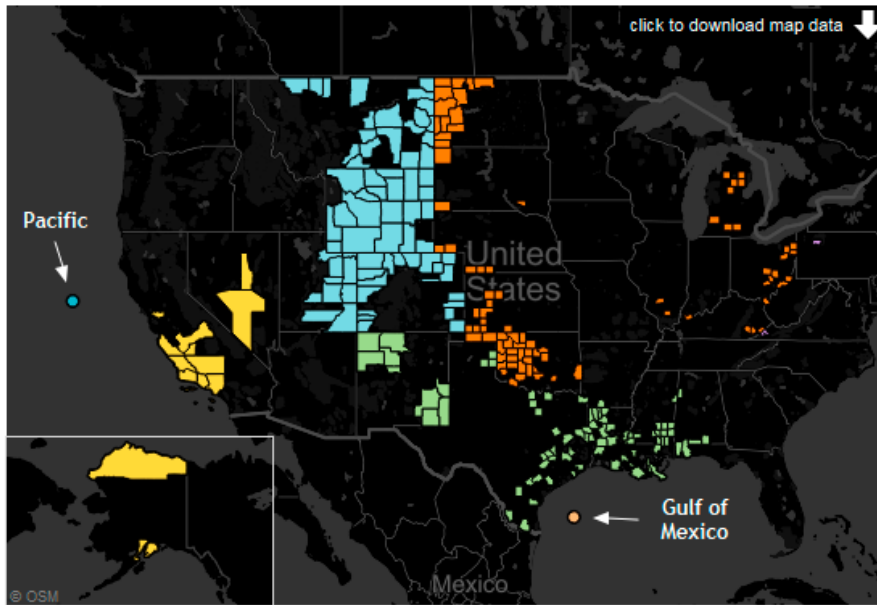 click to download map data
Pacific
United
States
Gulf of
Mexico
Mexico
© OSM